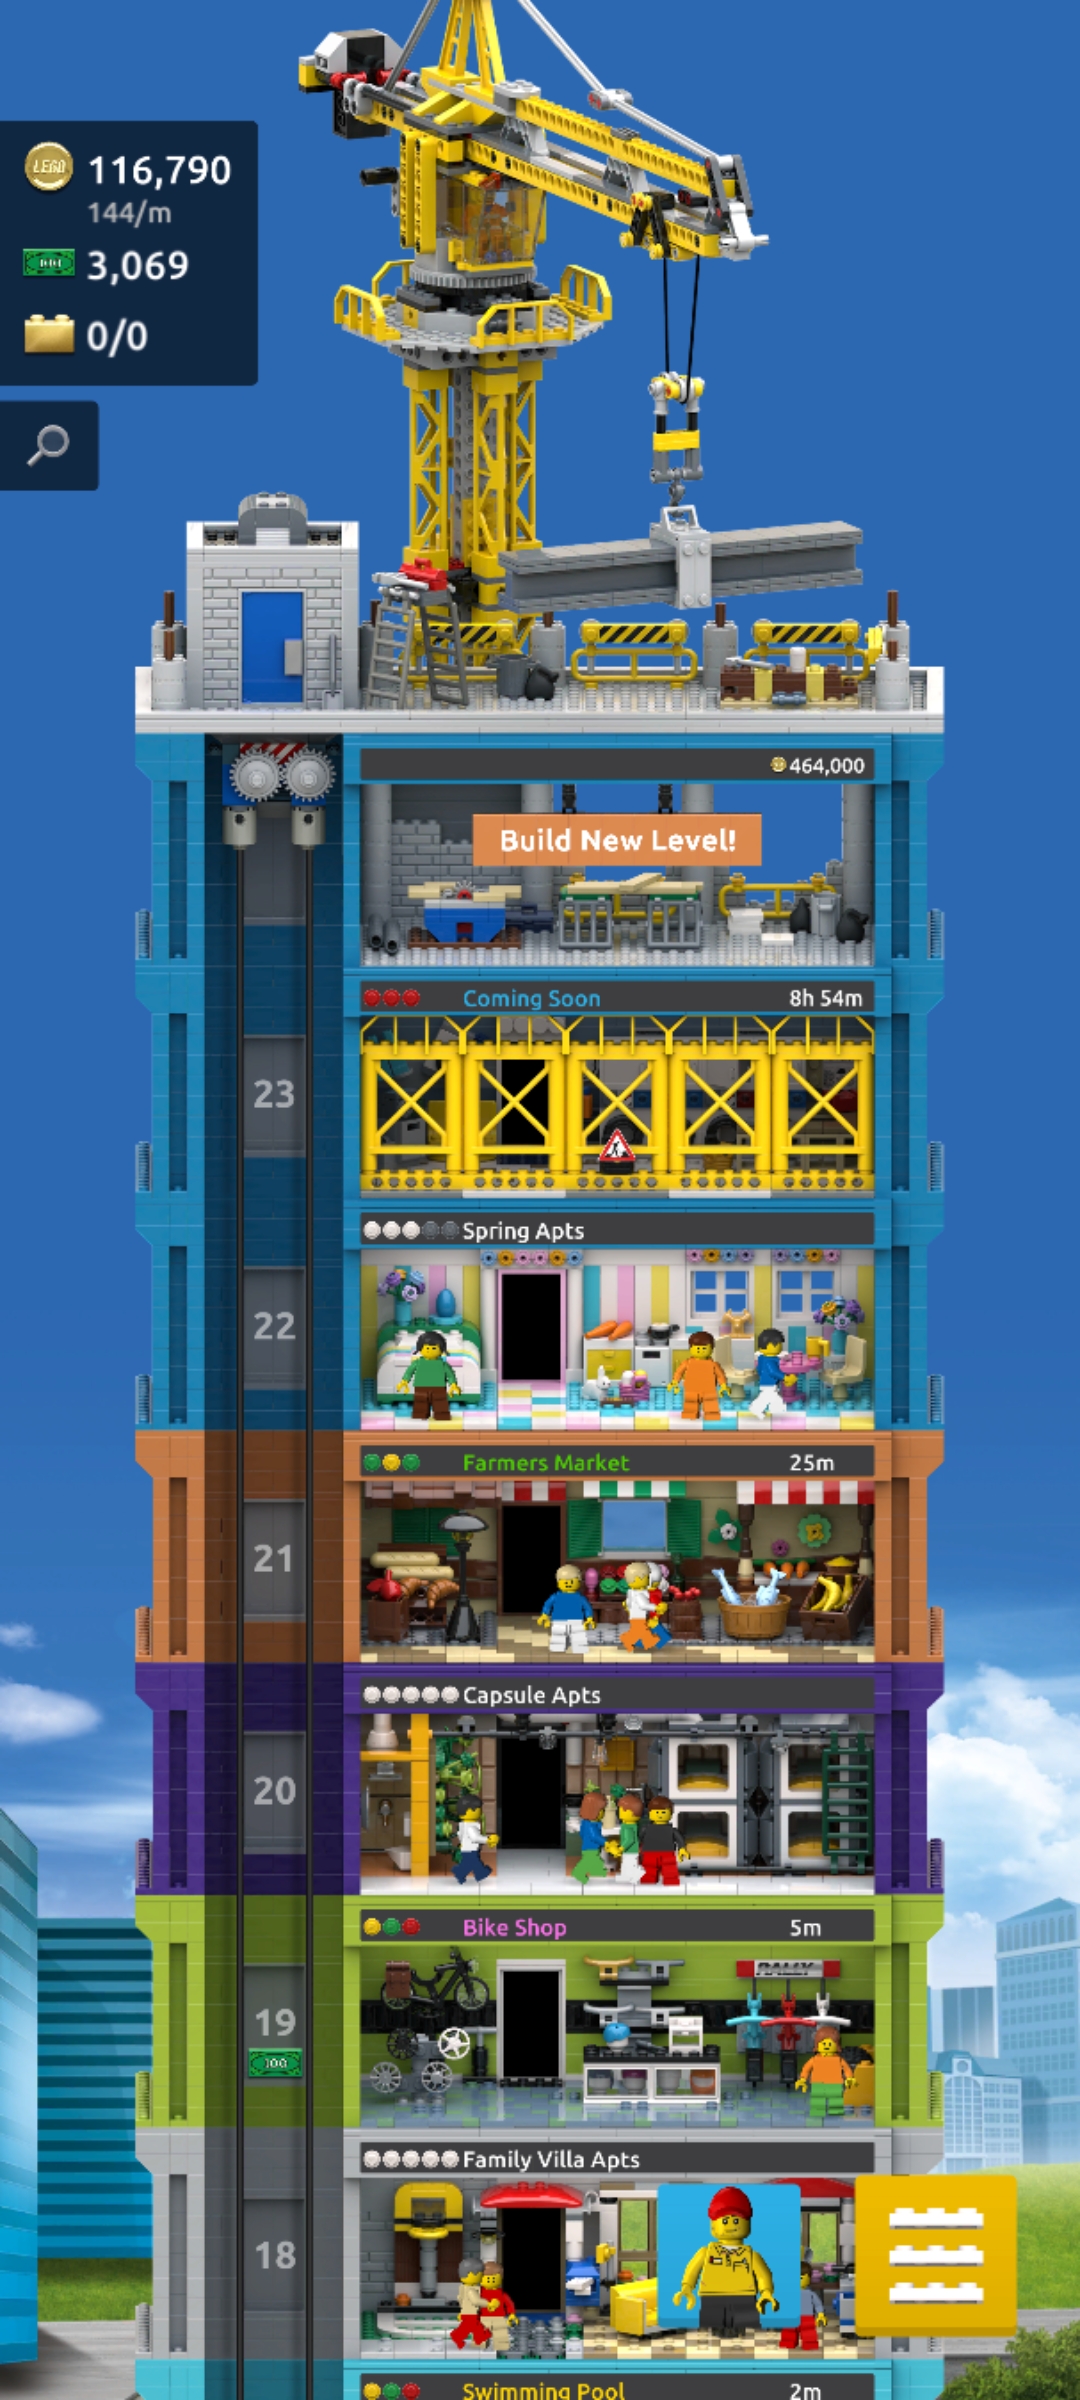 LEGO 116,790
144/m
100 3,069
0/0
464,000
Build New Level!
Coming Soon 8h 54m
23
Spring Apts
22
Farmers Market 25m
21
Capsule Apts
20
Bike Shop 5m
RALLY
19
100
Family Villa Apts
18
Swimming Pool 2m